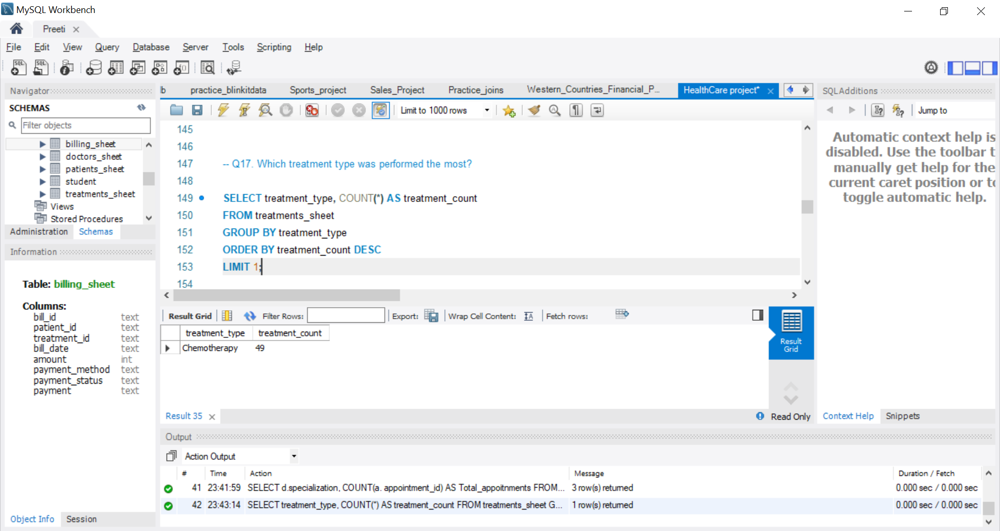 MySQL Workbench
Preeti
File Edit View Query Database Server Tools Scripting Help
Navigator
SCHEMAS
Filter objects
billing_sheet
doctors_sheet
patients_sheet
student
treatments_sheet
Views
Stored Procedures
Administration Schemas
Information
Table: billing_sheet
Columns:
bill_id text
patient_id text
treatment_id text
bill_date text
amount int
payment_method text
payment_status text
payment text
Object Info Session
lb practice_blinkitdata Sports_project Sales_Project Practice_joins Western_Countries_Financial_P... HealthCare project*
Limit to 1000 rows
145
146
147 -- Q17. Which treatment type was performed the most?
148
149 SELECT treatment_type, COUNT(*) AS treatment_count
150 FROM treatments_sheet
151 GROUP BY treatment_type
152 ORDER BY treatment_count DESC
153 LIMIT 1;
154
Result Grid Filter Rows: Export: Wrap Cell Content: Fetch rows:
treatment_type treatment_count
Chemotherapy 49
Result
Grid
Result 35
Read Only
SQLAdditions
Jump to
Automatic context help is
disabled. Use the toolbar t
manually get help for the
current caret position or to
toggle automatic help.
Context Help Snippets
Output
Action Output
# Time Action Message Duration / Fetch
41 23:41:59 SELECT d.specialization, COUNT(a. appointment_id) AS Total_appoitnments FROM... 3 row(s) returned 0.000 sec / 0.000 sec
42 23:43:14 SELECT treatment_type, COUNT(*) AS treatment_count FROM treatments_sheet G... 1 row(s) returned 0.000 sec / 0.000 sec